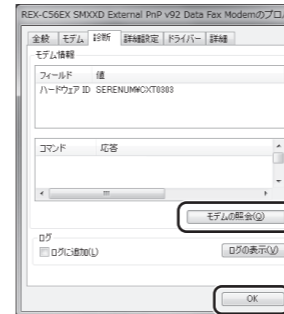 REX-C56EX SMXXD External PnP v92 Data Fax Modemのプロ
全般 モデム 診断 詳細設定 ドライバー 詳細
モデム情報
フィールド 値
ハードウェア ID SERENUM¥CXT0303
コマンド 応答
モデムの照会(Q)
ログ
ログに追加(L) ログの表示(V)
OK